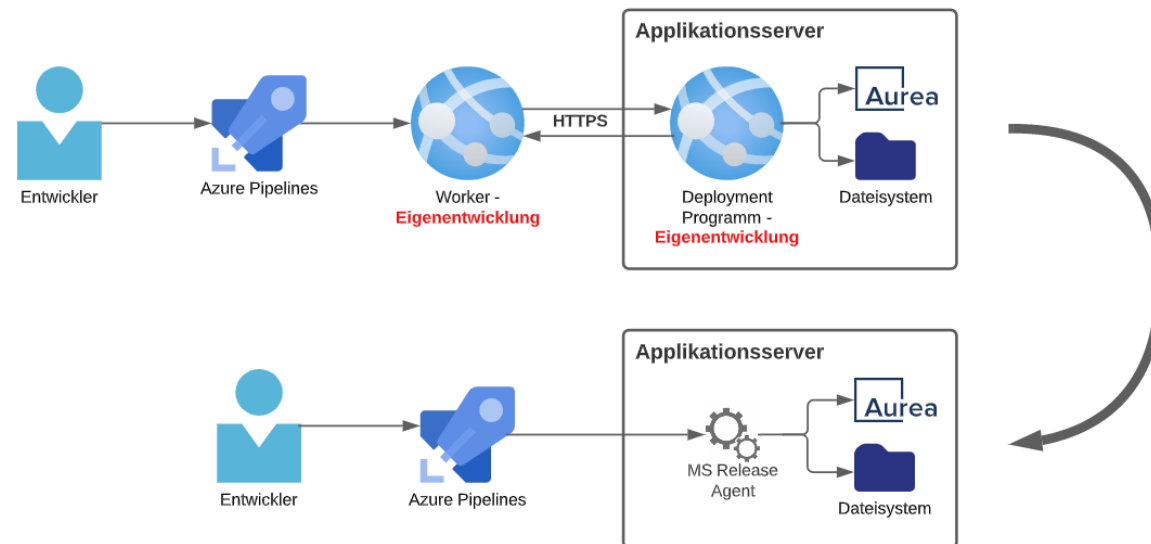 Applikationsserver
Aurea
HTTPS
Entwickler
Azure Pipelines
Worker -
Eigenentwicklung
Deployment
Programm -
Eigenentwicklung
Dateisystem
Applikationsserver
Aurea
MS Release
Agent
Entwickler
Azure Pipelines
Dateisystem